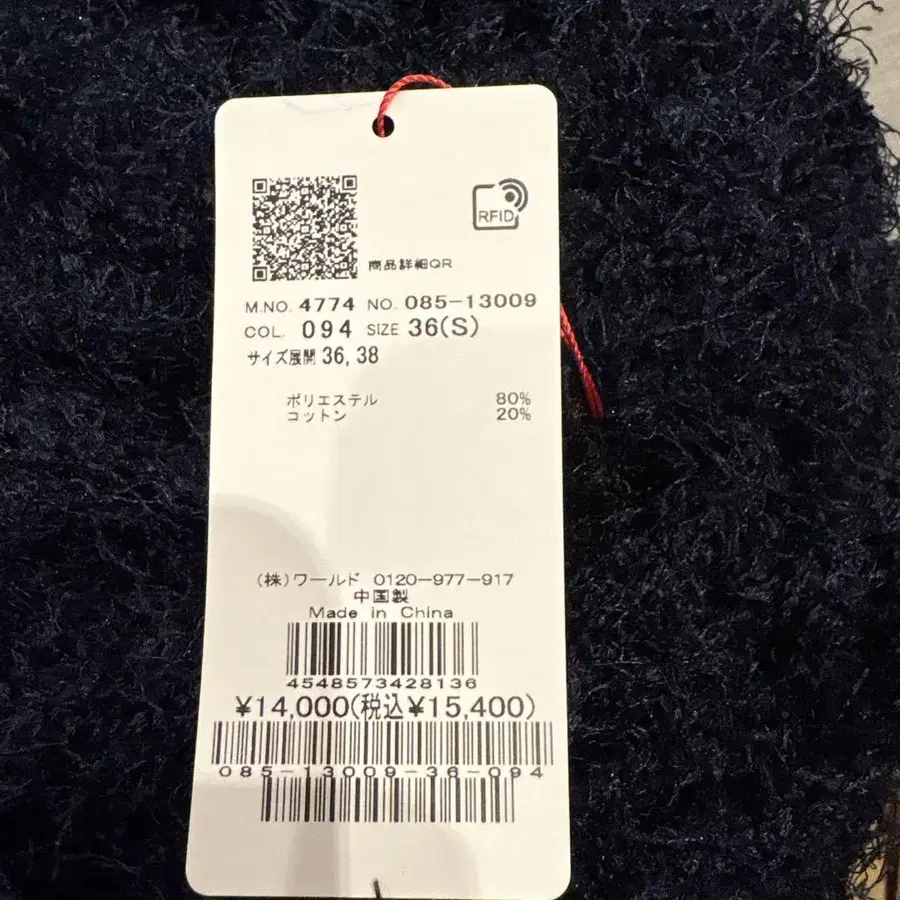 RFID
商品詳細QR
M.NO. 4774 NO. 085-13009
COL. 094 SIZE 36(S)
サイズ展開 36, 38
ポリエステル 80%
コットン 20%
(株)ワールド 0120-977-917
中国製
Made in China
4548573428136
¥14,000(税込¥15,400)
085-13009-36-094